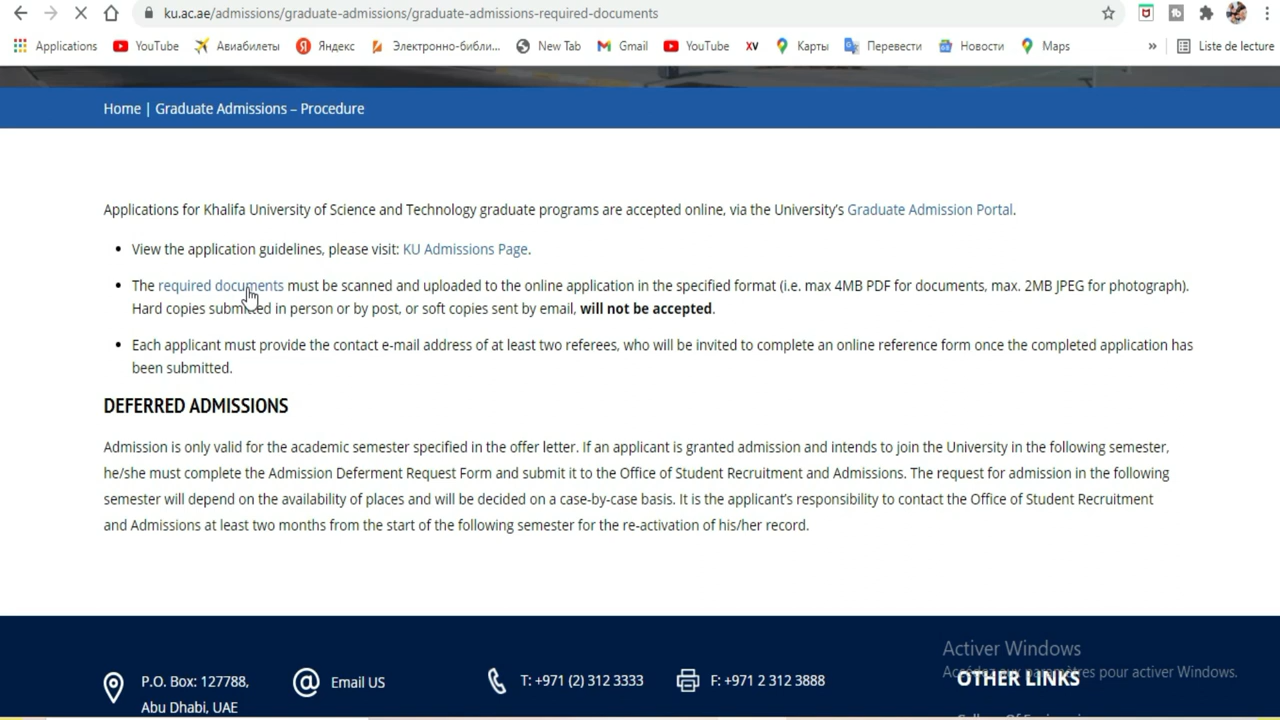 ku.ac.ae/admissions/graduate-admissions/graduate-admissions-required-documents
Applications YouTube Авиабилеты Яндекс Электронно-библи... New Tab Gmail YouTube XV Карты Перевести Новости Maps » Liste de lecture
Home | Graduate Admissions – Procedure
Applications for Khalifa University of Science and Technology graduate programs are accepted online, via the University's Graduate Admission Portal.
• View the application guidelines, please visit: KU Admissions Page.
• The required documents must be scanned and uploaded to the online application in the specified format (i.e. max 4MB PDF for documents, max. 2MB JPEG for photograph).
Hard copies submitted in person or by post, or soft copies sent by email, will not be accepted.
• Each applicant must provide the contact e-mail address of at least two referees, who will be invited to complete an online reference form once the completed application has
been submitted.
DEFERRED ADMISSIONS
Admission is only valid for the academic semester specified in the offer letter. If an applicant is granted admission and intends to join the University in the following semester,
he/she must complete the Admission Deferment Request Form and submit it to the Office of Student Recruitment and Admissions. The request for admission in the following
semester will depend on the availability of places and will be decided on a case-by-case basis. It is the applicant's responsibility to contact the Office of Student Recruitment
and Admissions at least two months from the start of the following semester for the re-activation of his/her record.
Activer Windows
Accédez aux paramètres pour activer Windows.
P.O. Box: 127788,
Abu Dhabi, UAE
Email US
T: +971 (2) 312 3333
F: +971 2 312 3888
OTHER LINKS